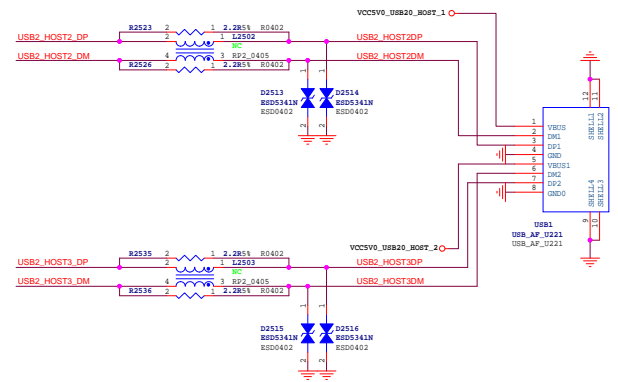 VCC5V0_USB20_HOST_1
R2523 2 1 2.2R5% R0402
USB2_HOST2_DP 2 1 L2502 USB2_HOST2DP
NC
USB2_HOST2_DM 4 3 RP2_0405 USB2_HOST2DM
R2526 2 1 2.2R5% R0402
1 1
D2513 D2514
ESD5341N ESD5341N
ESD0402 ESD0402
2 2
12 11
SHELL1 SHELL2
1 VBUS
2 DM1
3 DP1
4 GND
5 VBUS1
6 DM2
7 DP2
8 GND0
SHELL4 SHELL3
9 10
USB1
USB_AF_U221
USB_AF_U221
VCC5V0_USB20_HOST_2
R2535 2 1 2.2R5% R0402
USB2_HOST3_DP 2 1 L2503 USB2_HOST3DP
NC
USB2_HOST3_DM 4 3 RP2_0405 USB2_HOST3DM
R2536 2 1 2.2R5% R0402
1 1
D2515 D2516
ESD5341N ESD5341N
ESD0402 ESD0402
2 2